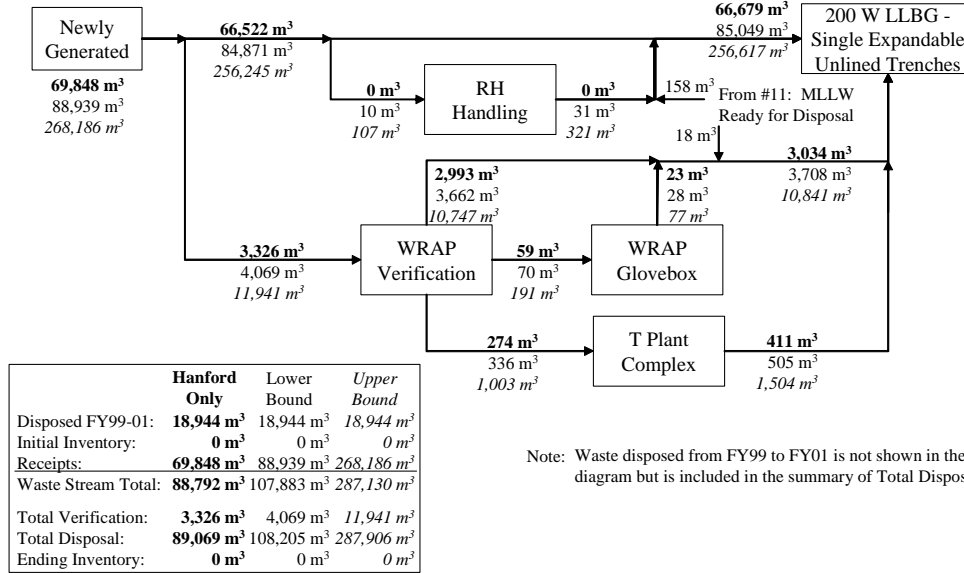 Newly
Generated
69,848 m³
88,939 m³
268,186 m³
66,522 m³
84,871 m³
256,245 m³
66,679 m³
85,049 m³
256,617 m³
200 W LLBG -
Single Expandable
Unlined Trenches
0 m³
10 m³
107 m³
RH
Handling
0 m³
31 m³
321 m³
158 m³
From #11: MLLW
Ready for Disposal
18 m³
3,034 m³
3,708 m³
10,841 m³
2,993 m³
3,662 m³
10,747 m³
23 m³
28 m³
77 m³
3,326 m³
4,069 m³
11,941 m³
WRAP
Verification
59 m³
70 m³
191 m³
WRAP
Glovebox
274 m³
336 m³
1,003 m³
T Plant
Complex
411 m³
505 m³
1,504 m³
Hanford Lower Upper
Only Bound Bound
Disposed FY99-01: 18,944 m³ 18,944 m³ 18,944 m³
Initial Inventory: 0 m³ 0 m³ 0 m³
Receipts: 69,848 m³ 88,939 m³ 268,186 m³
Waste Stream Total: 88,792 m³ 107,883 m³ 287,130 m³
Total Verification: 3,326 m³ 4,069 m³ 11,941 m³
Total Disposal: 89,069 m³ 108,205 m³ 287,906 m³
Ending Inventory: 0 m³ 0 m³ 0 m³
Note: Waste disposed from FY99 to FY01 is not shown in the
diagram but is included in the summary of Total Dispos